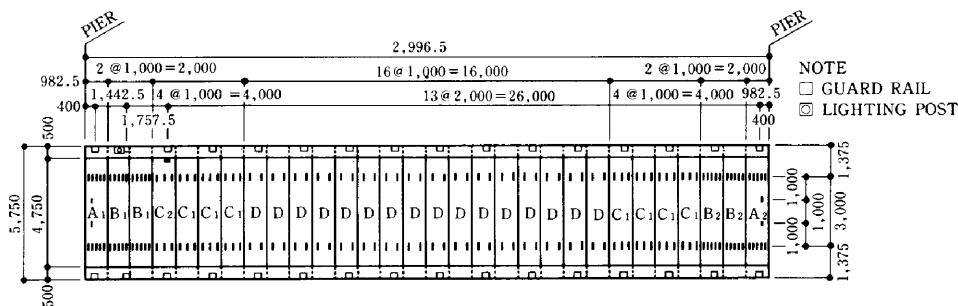 PIER PIER
2,996.5
2 @1,000=2,000 16@1,000=16,000 2 @1,000=2,000
982.5 1,442.5 4 @1,000 =4,000 13@2,000=26,000 4 @1,000=4,000 982.5
400 1,757.5 400
NOTE
□ GUARD RAIL
◎ LIGHTING POST
500 1,375
5,750 4,750 1,000 1,000 1,000 3,000
A1 B1 B1 C2 C1 C1 C1 D D D D D D D D D D D D D D D D C1 C1 C1 C1 B2 B2 A2
500 1,375